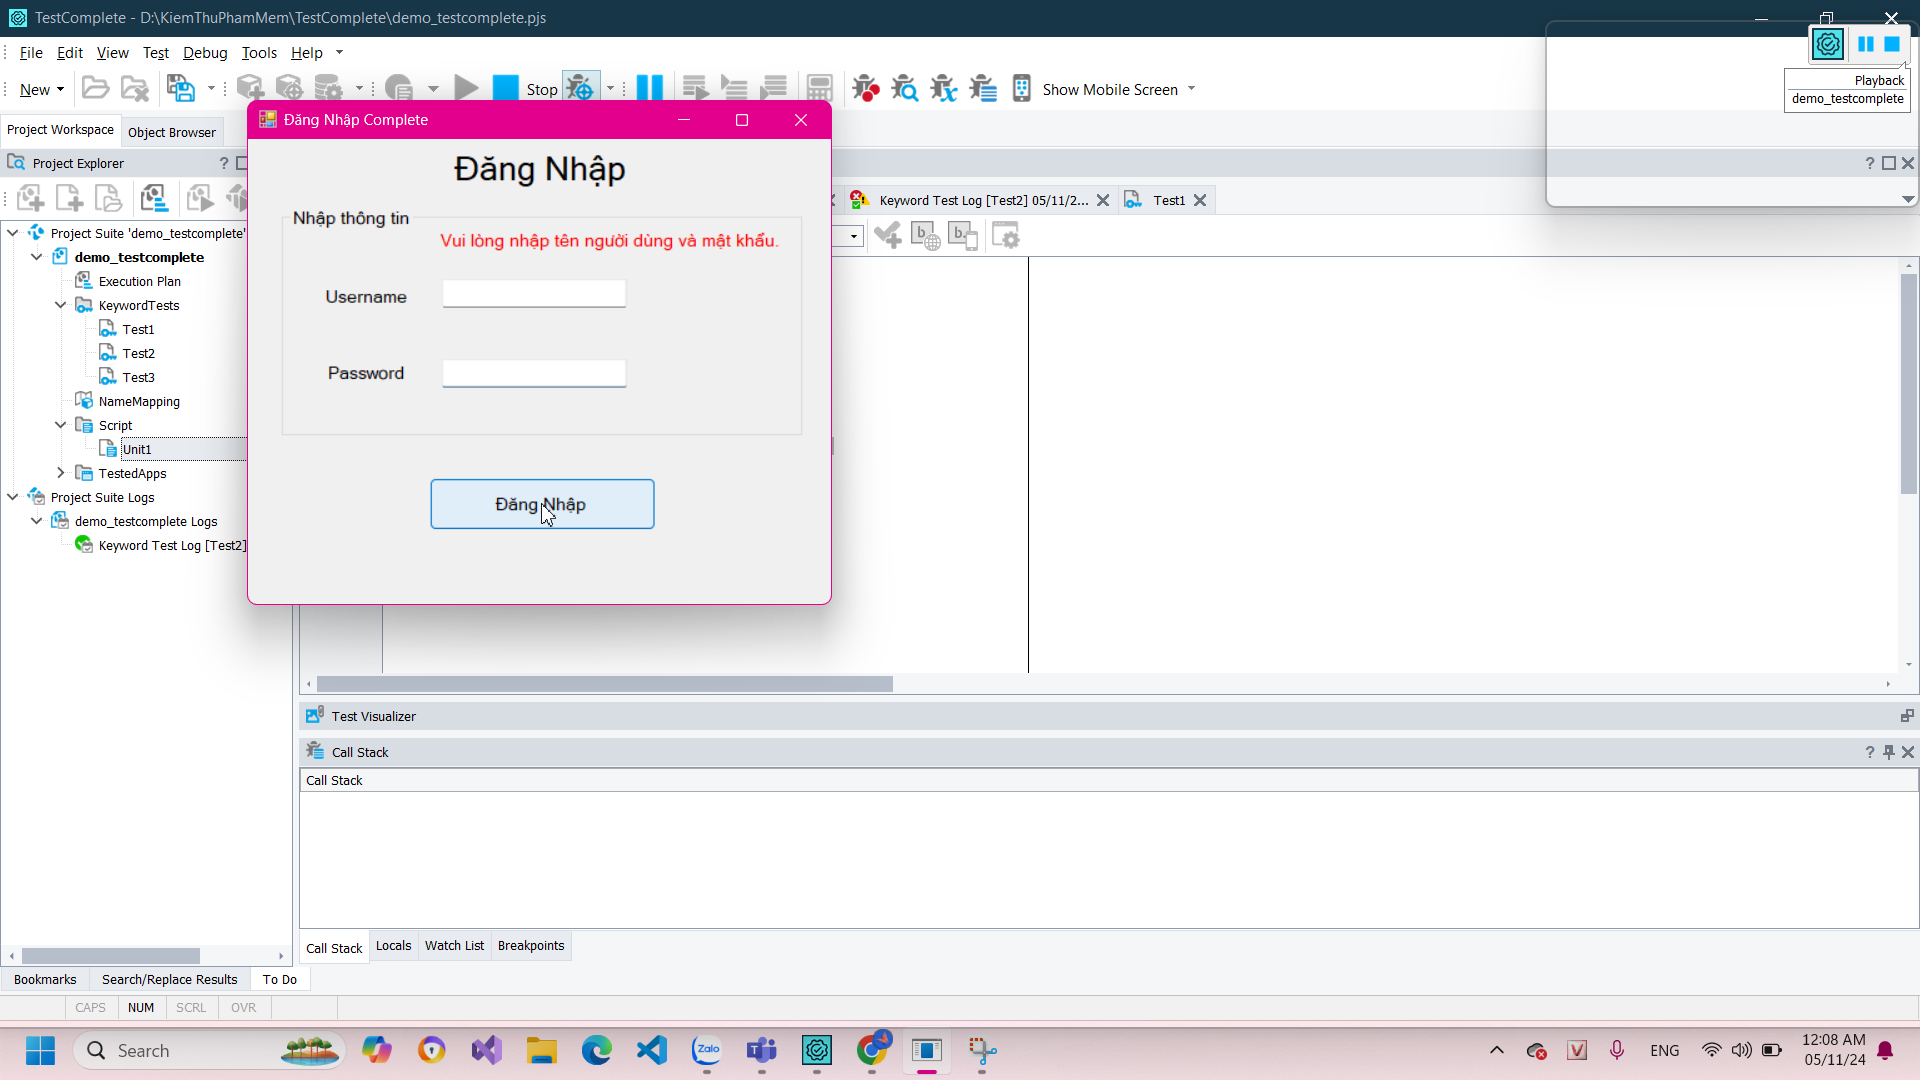 TestComplete - D:\KiemThuPhamMem\TestComplete\demo_testcomplete.pjs
File Edit View Test Debug Tools Help
New Stop Show Mobile Screen
Playback
demo_testcomplete
Project Workspace Object Browser
Project Explorer
Project Suite 'demo_testcomplete'
demo_testcomplete
Execution Plan
KeywordTests
Test1
Test2
Test3
NameMapping
Script
Unit1
TestedApps
Project Suite Logs
demo_testcomplete Logs
Keyword Test Log [Test2]
Đăng Nhập Complete
Đăng Nhập
Nhập thông tin
Vui lòng nhập tên người dùng và mật khẩu.
Username
Password
Đăng Nhập
Keyword Test Log [Test2] 05/11/2... Test1
Test Visualizer
Call Stack
Call Stack
Call Stack Locals Watch List Breakpoints
Bookmarks Search/Replace Results To Do
CAPS NUM SCRL OVR
Search
Zalo
ENG
12:08 AM
05/11/24